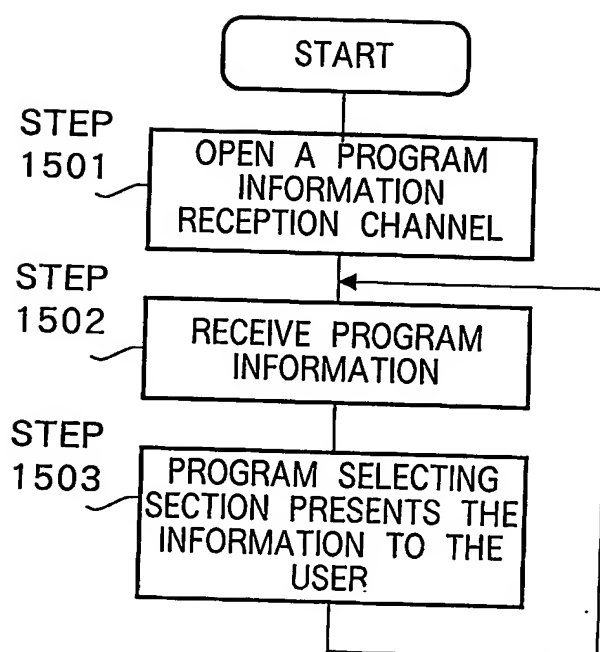 START
STEP
1501
OPEN A PROGRAM
INFORMATION
RECEPTION CHANNEL
STEP
1502
RECEIVE PROGRAM
INFORMATION
STEP
1503
PROGRAM SELECTING
SECTION PRESENTS THE
INFORMATION TO THE
USER